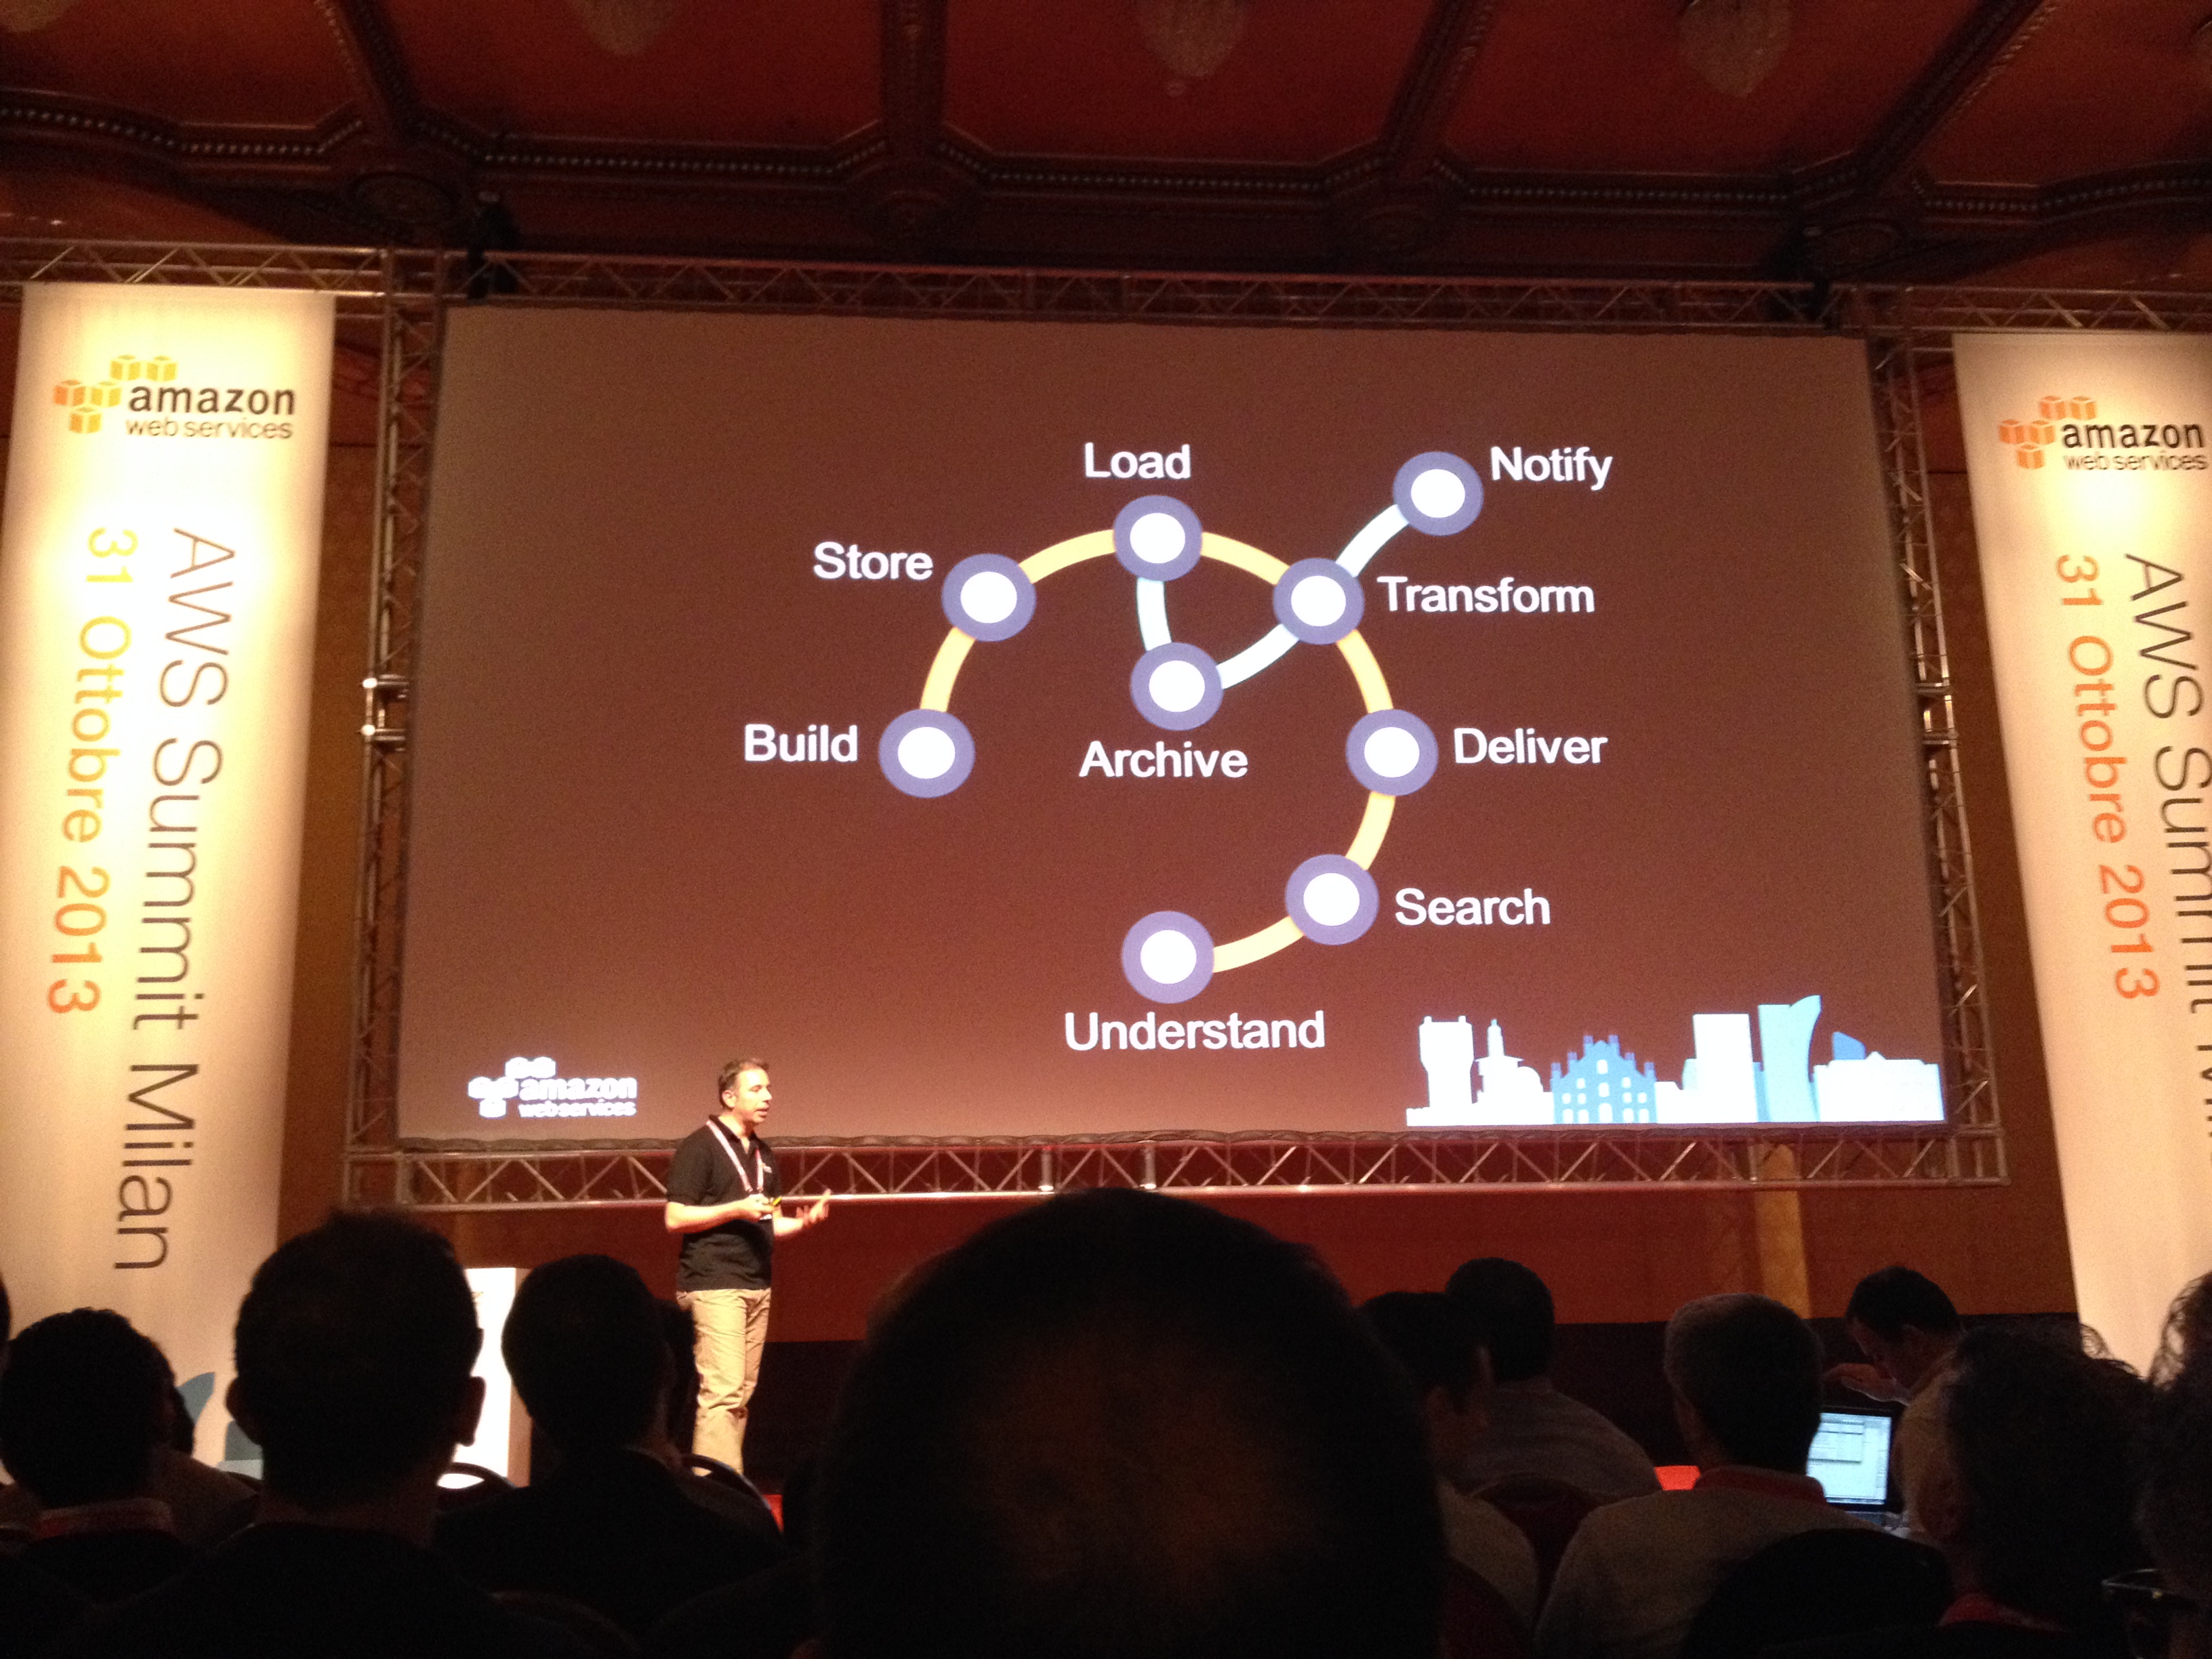 amazon
web services
AWS Summit Milan
31 Ottobre 2013
Load
Notify
Store
Transform
Build
Archive
Deliver
Search
Understand
amazon
web services
amazon
web services
AWS Summit
31 Ottobre 2013